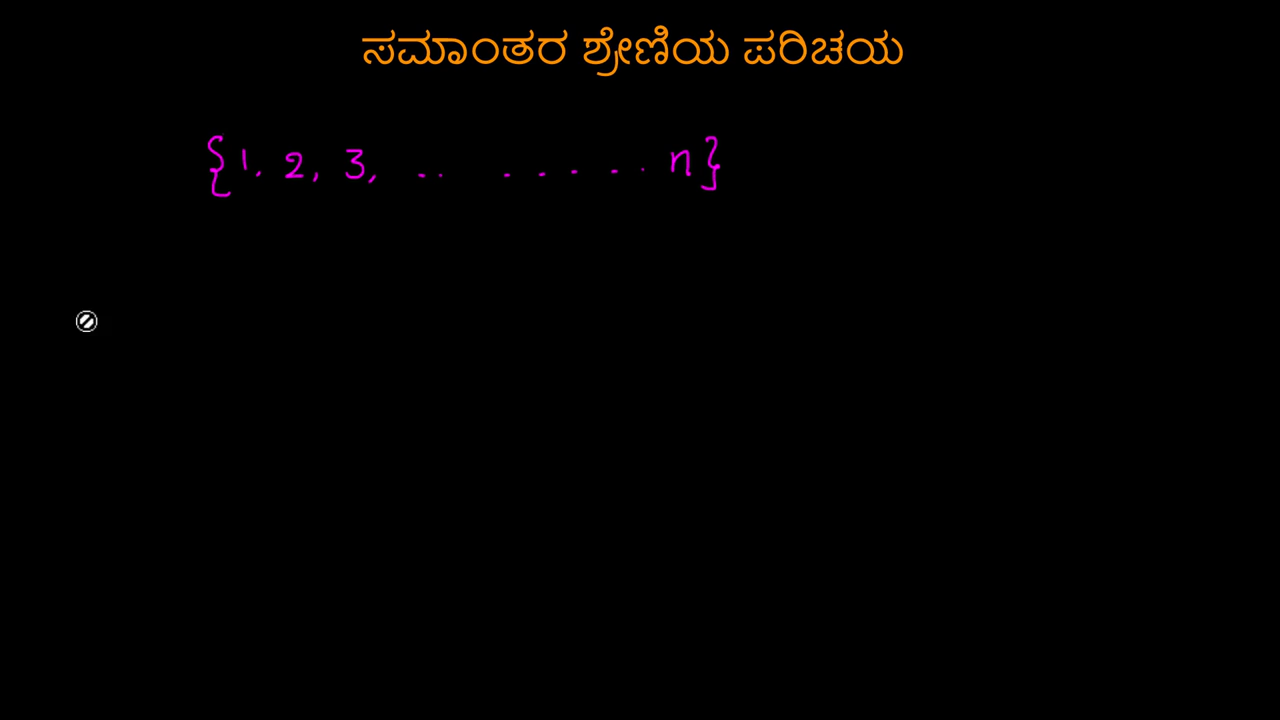 ಸಮಾಂತರ ಶ್ರೇಣಿಯ ಪರಿಚಯ
{1, 2, 3, .. ..... n}